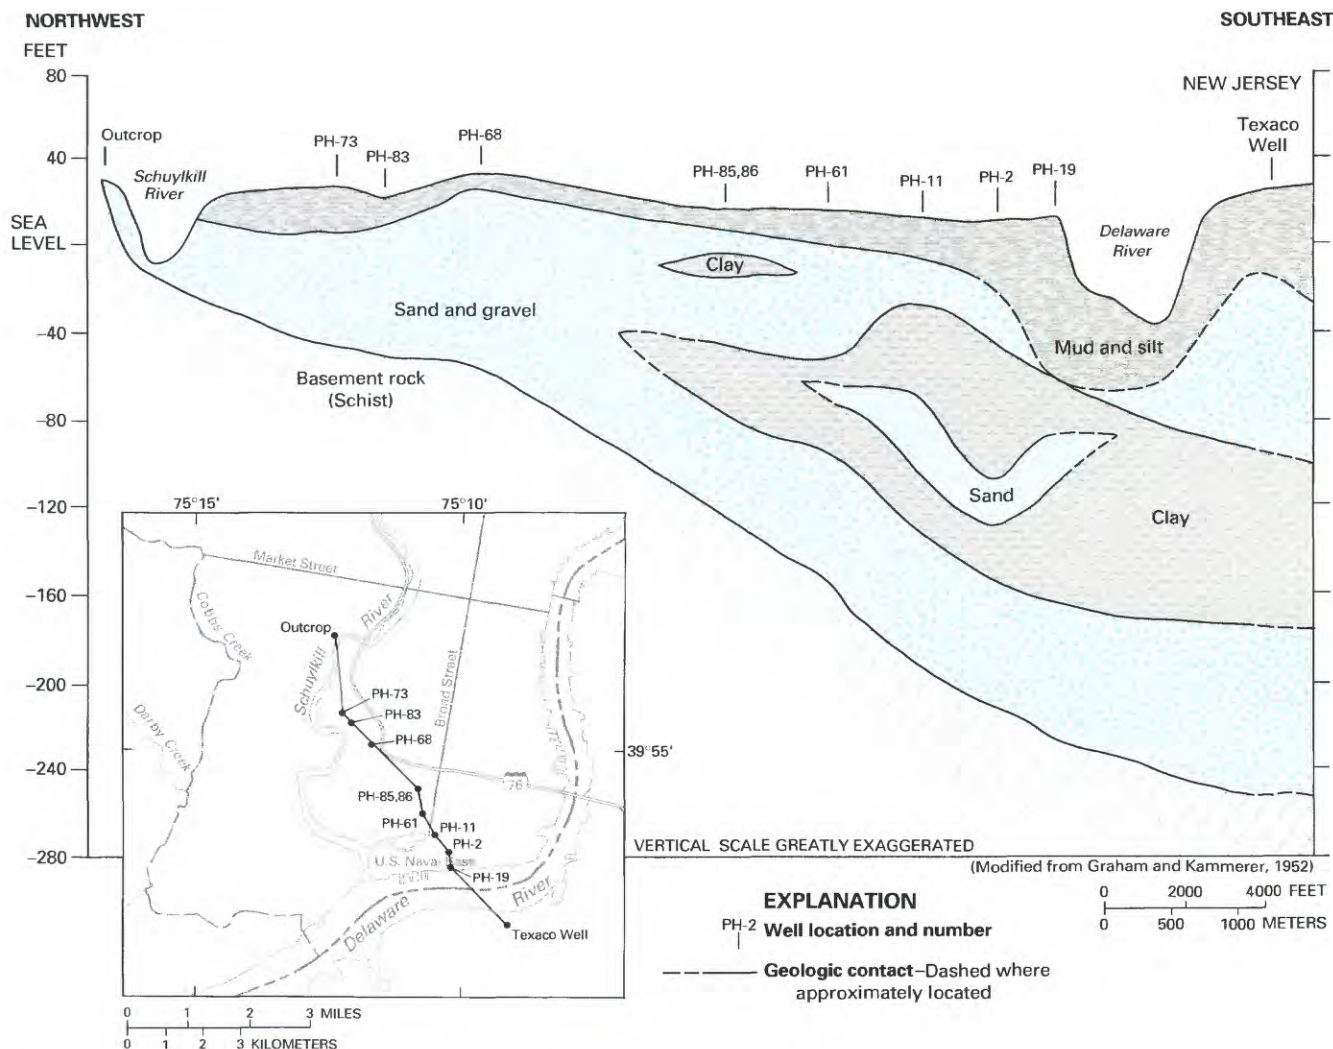 NORTHWEST
SOUTHEAST
FEET
80
NEW JERSEY
Outcrop
PH-73
PH-83
PH-68
PH-85,86
PH-61
PH-11
PH-2
PH-19
Texaco
Well
40
Schuylkill
River
SEA
LEVEL
Delaware
River
Clay
Sand and gravel
−40
Mud and silt
Basement rock
(Schist)
−80
Sand
Clay
−120
−160
−200
−240
−280
75°15'
75°10'
Market Street
Cobbs Creek
River
Outcrop
Schuylkill
Broad Street
PH-73
PH-83
Darby Creek
PH-68
39°55'
76
PH-85,86
PH-61
PH-11
PH-2
U.S. Naval Base
PH-19
Delaware
River
Texaco Well
0 1 2 3 MILES
0 1 2 3 KILOMETERS
VERTICAL SCALE GREATLY EXAGGERATED
(Modified from Graham and Kammerer, 1952)
0 2000 4000 FEET
0 500 1000 METERS
EXPLANATION
PH-2 Well location and number
Geologic contact–Dashed where
approximately located